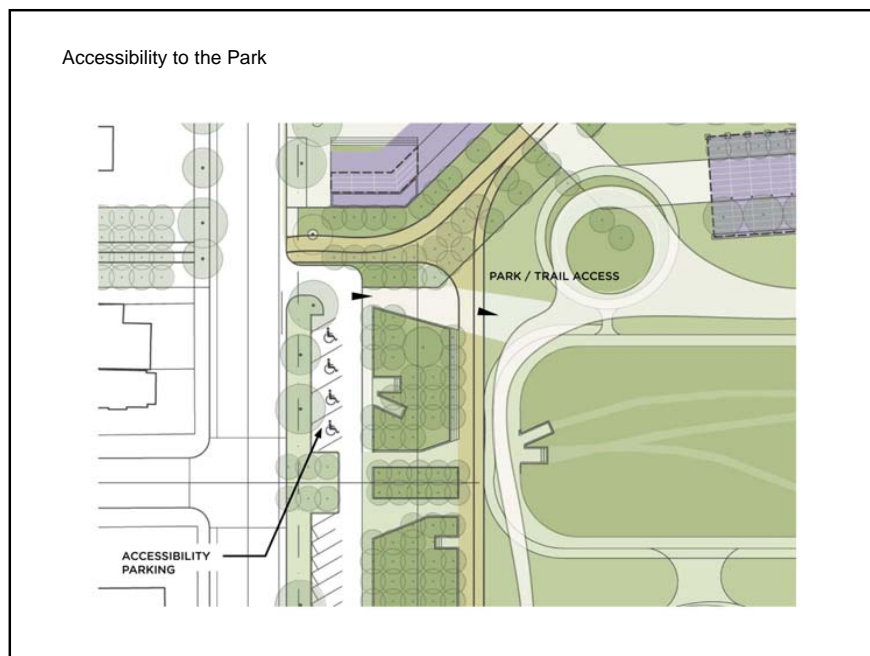 Accessibility to the Park
PARK / TRAIL ACCESS
ACCESSIBILITY
PARKING